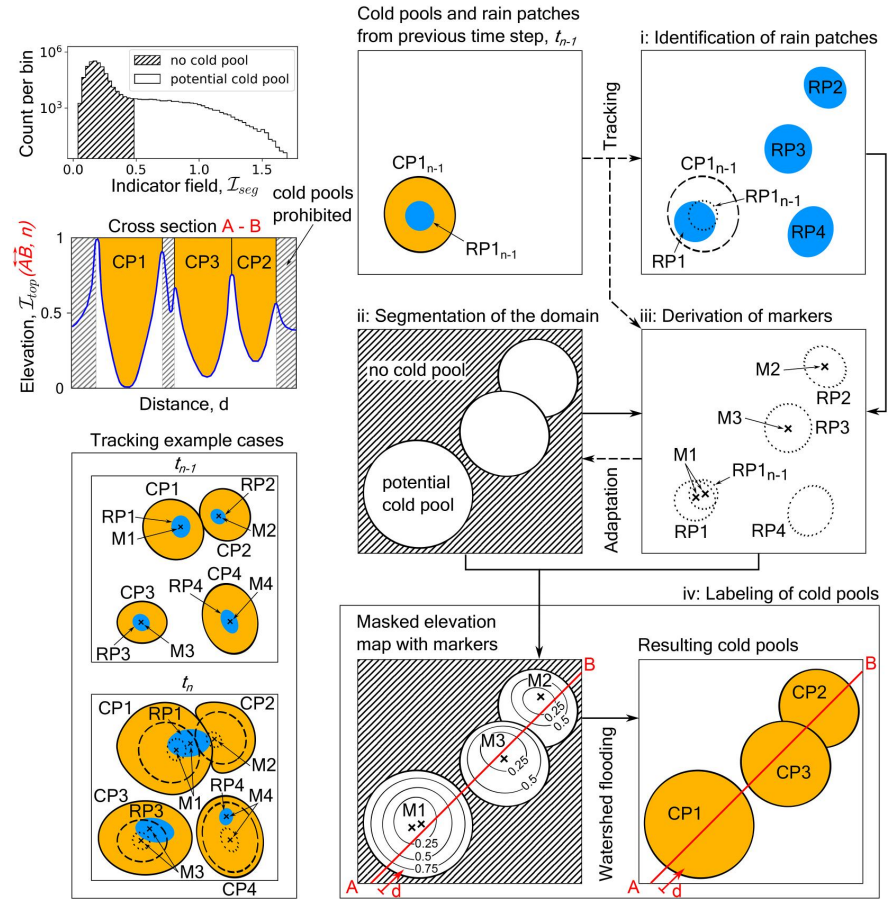 10^6
10^3
Count per bin
no cold pool
potential cold pool
0.0 0.5 1.0 1.5
Indicator field, I_seg
cold pools
prohibited
Cross section A - B
1
0.5
0
Elevation, I_top(AB, n)
CP1 CP3 CP2
Distance, d
Cold pools and rain patches
from previous time step, t_n-1
CP1_n-1
RP1_n-1
Tracking
i: Identification of rain patches
RP2
RP3
CP1_n-1
RP1_n-1
RP4
RP1
ii: Segmentation of the domain
no cold pool
potential
cold pool
Adaptation
iii: Derivation of markers
M2
RP2
M3
RP3
M1
RP1_n-1
RP1
RP4
iv: Labeling of cold pools
Masked elevation
map with markers
B
M2
0.25
0.5
M3
0.25
0.5
M1
0.25
0.5
0.75
A
d
Watershed flooding
Resulting cold pools
B
CP2
CP3
CP1
A
d
Tracking example cases
t_n-1
CP1
RP2
RP1
M1
M2
CP2
CP3
CP4
RP4
M4
RP3
M3
t_n
CP1
CP2
RP1
M2
M1
CP3
RP4
RP3
M4
M3
CP4